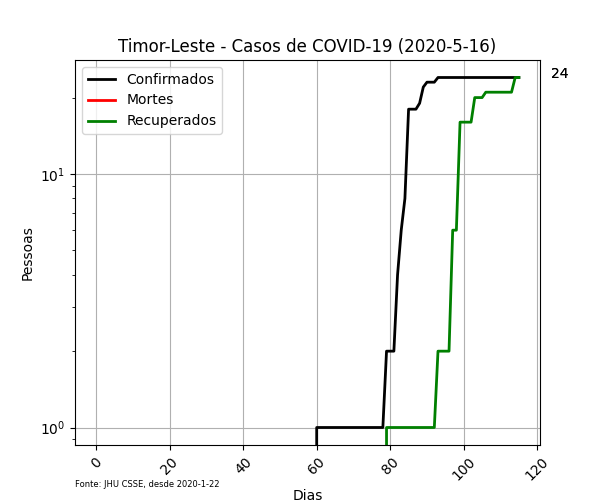 Timor-Leste - Casos de COVID-19 (2020-5-16)
Confirmados
Mortes
Recuperados
24
10¹
10⁰
Pessoas
0 20 40 60 80 100 120
Fonte: JHU CSSE, desde 2020-1-22
Dias